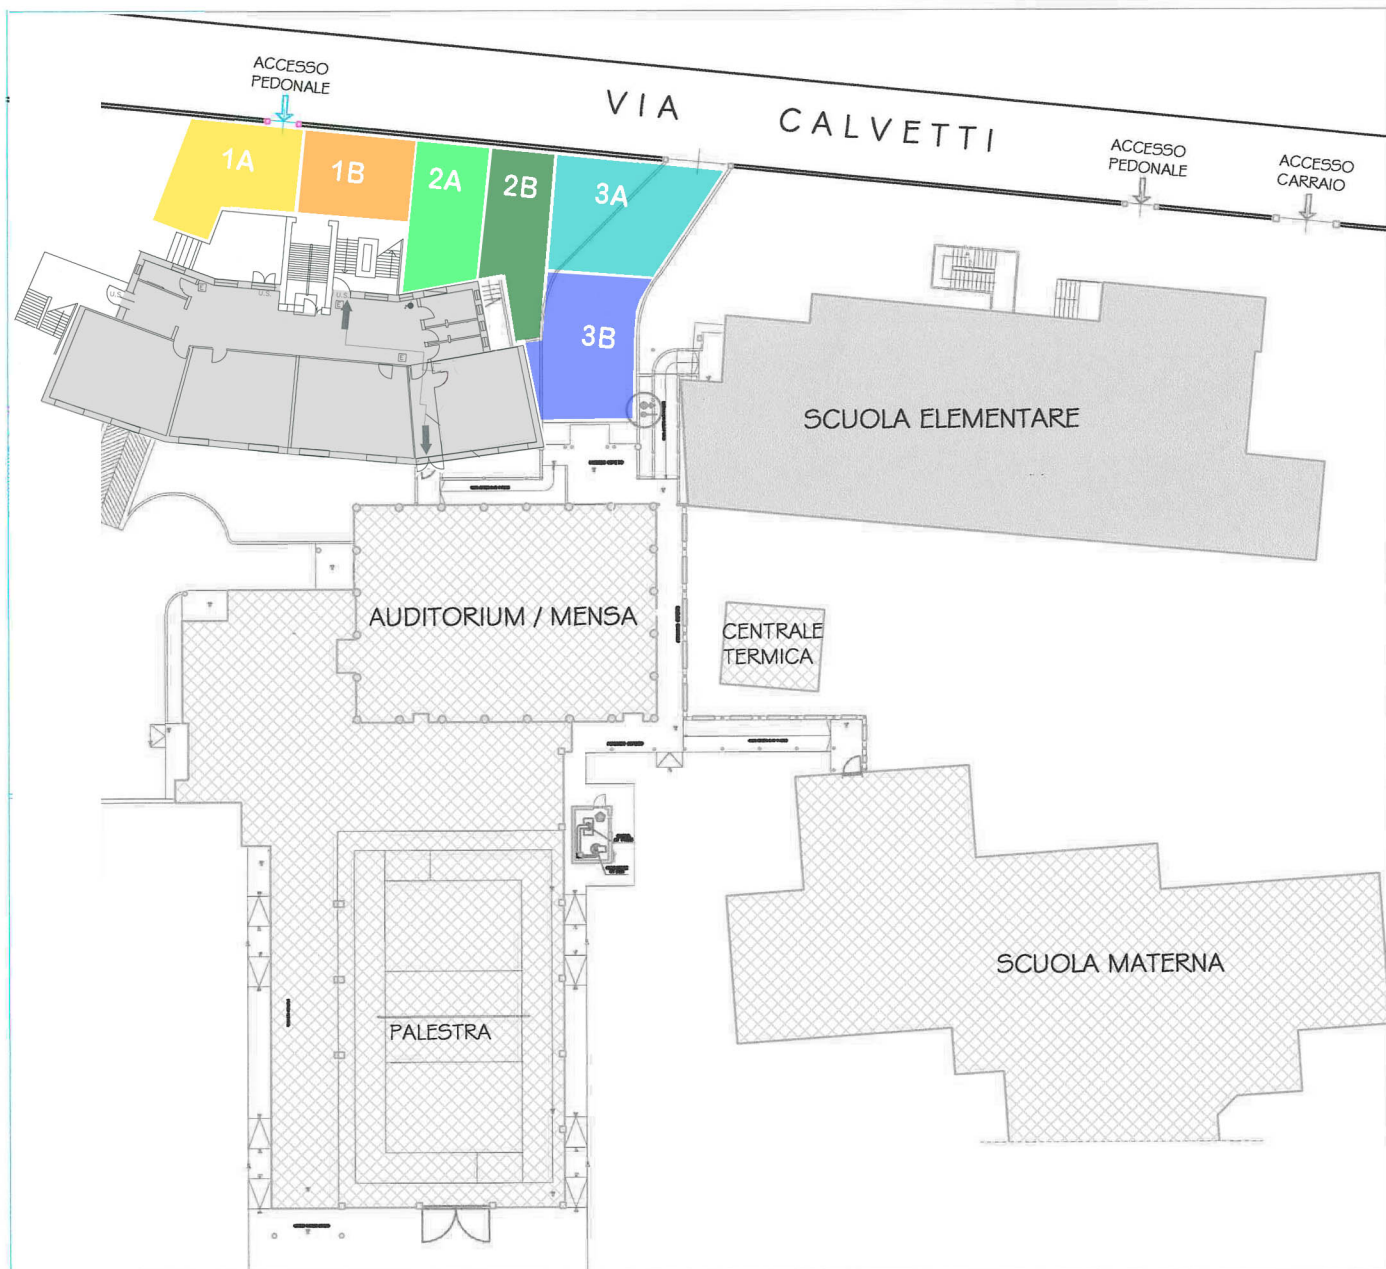 ACCESSO
PEDONALE
VIA CALVETTI
ACCESSO
PEDONALE
ACCESSO
CARRAIO
1A
1B
2A
2B
3A
3B
U.S.
U.S.
U.S.
E
E
E
SCUOLA ELEMENTARE
AUDITORIUM / MENSA
CENTRALE
TERMICA
SCUOLA MATERNA
PALESTRA